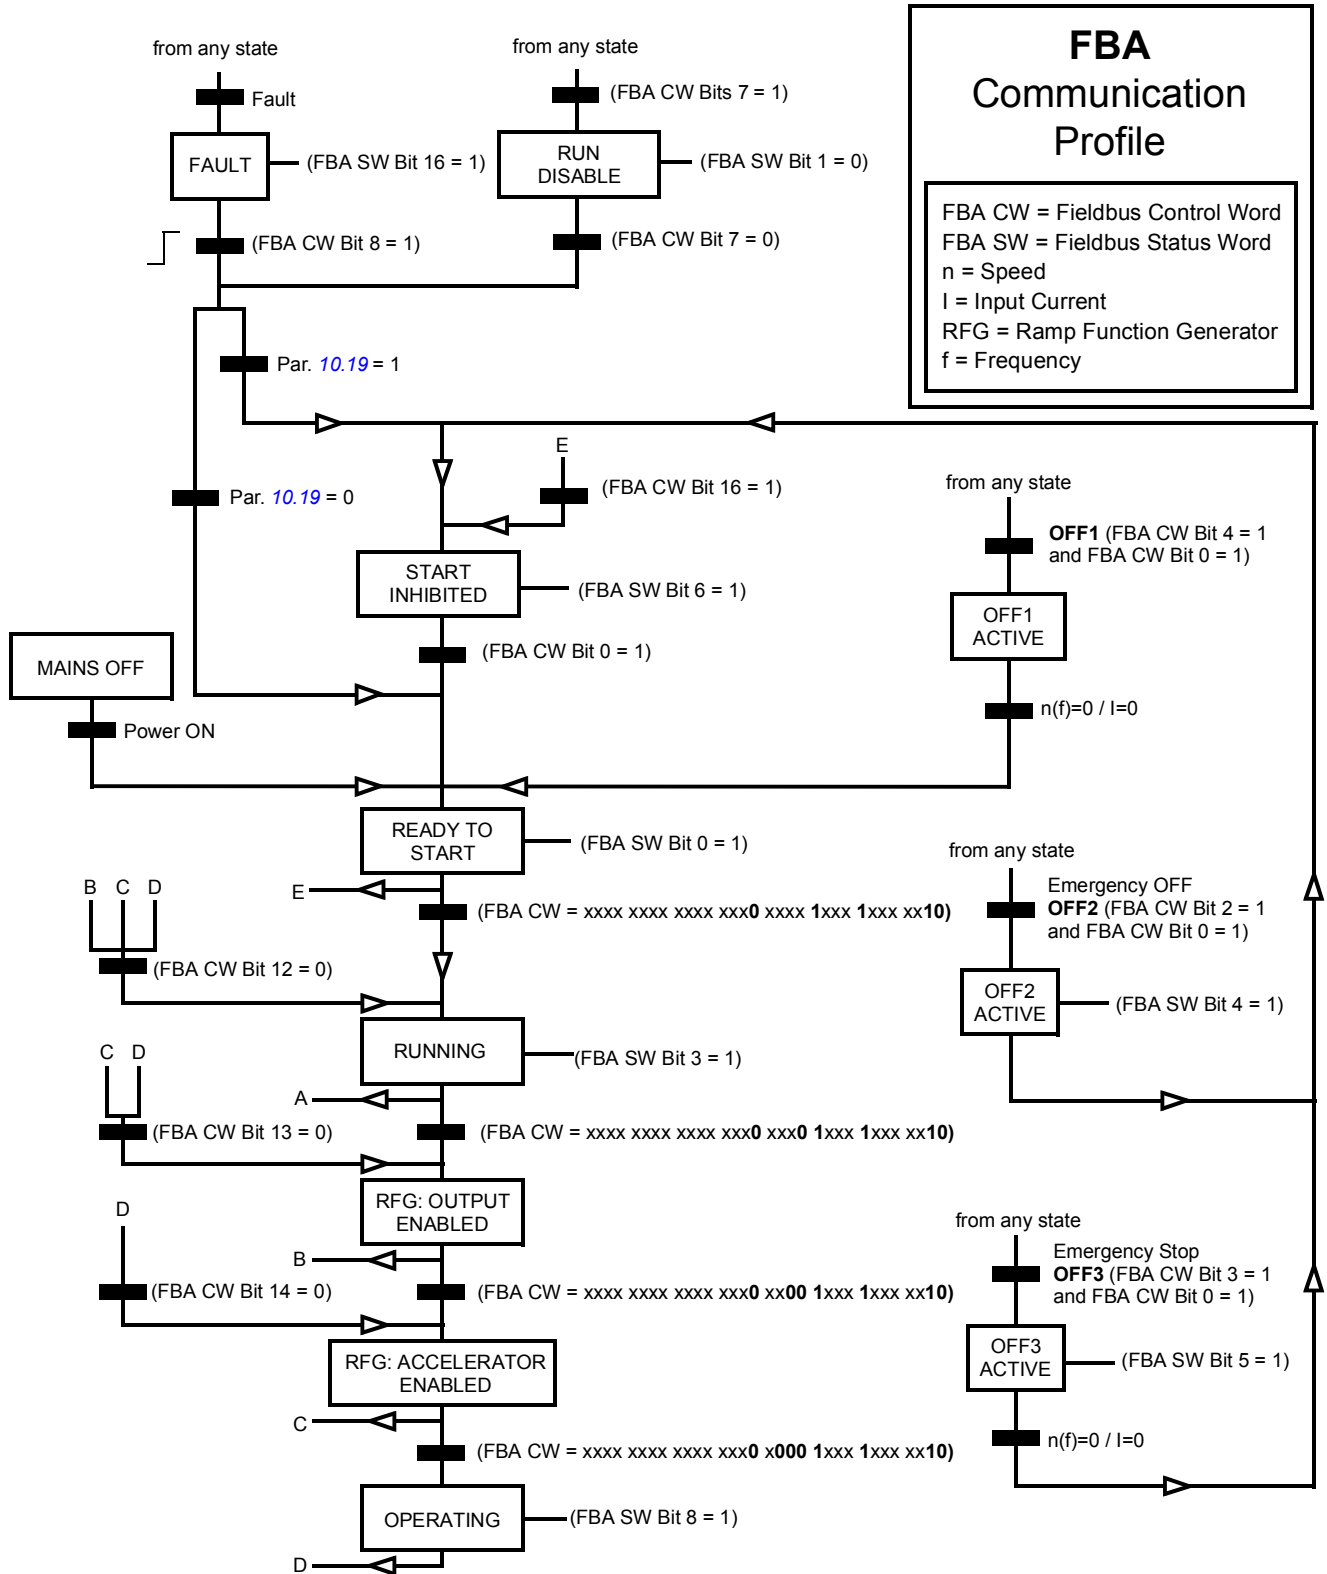 FBA
Communication
Profile
FBA CW = Fieldbus Control Word
FBA SW = Fieldbus Status Word
n = Speed
I = Input Current
RFG = Ramp Function Generator
f = Frequency
from any state
Fault
FAULT
(FBA SW Bit 16 = 1)
(FBA CW Bit 8 = 1)
from any state
(FBA CW Bits 7 = 1)
RUN
DISABLE
(FBA SW Bit 1 = 0)
(FBA CW Bit 7 = 0)
Par. 10.19 = 1
Par. 10.19 = 0
E
(FBA CW Bit 16 = 1)
START
INHIBITED
(FBA SW Bit 6 = 1)
(FBA CW Bit 0 = 1)
from any state
OFF1 (FBA CW Bit 4 = 1
and FBA CW Bit 0 = 1)
OFF1
ACTIVE
n(f)=0 / I=0
MAINS OFF
Power ON
READY TO
START
(FBA SW Bit 0 = 1)
E
(FBA CW = xxxx xxxx xxxx xxx0 xxxx 1xxx 1xxx xx10)
B C D
(FBA CW Bit 12 = 0)
from any state
Emergency OFF
OFF2 (FBA CW Bit 2 = 1
and FBA CW Bit 0 = 1)
OFF2
ACTIVE
(FBA SW Bit 4 = 1)
RUNNING
(FBA SW Bit 3 = 1)
A
C D
(FBA CW Bit 13 = 0)
(FBA CW = xxxx xxxx xxxx xxx0 xxx0 1xxx 1xxx xx10)
RFG: OUTPUT
ENABLED
B
D
(FBA CW Bit 14 = 0)
(FBA CW = xxxx xxxx xxxx xxx0 xx00 1xxx 1xxx xx10)
from any state
Emergency Stop
OFF3 (FBA CW Bit 3 = 1
and FBA CW Bit 0 = 1)
OFF3
ACTIVE
(FBA SW Bit 5 = 1)
n(f)=0 / I=0
RFG: ACCELERATOR
ENABLED
C
(FBA CW = xxxx xxxx xxxx xxx0 x000 1xxx 1xxx xx10)
OPERATING
(FBA SW Bit 8 = 1)
D